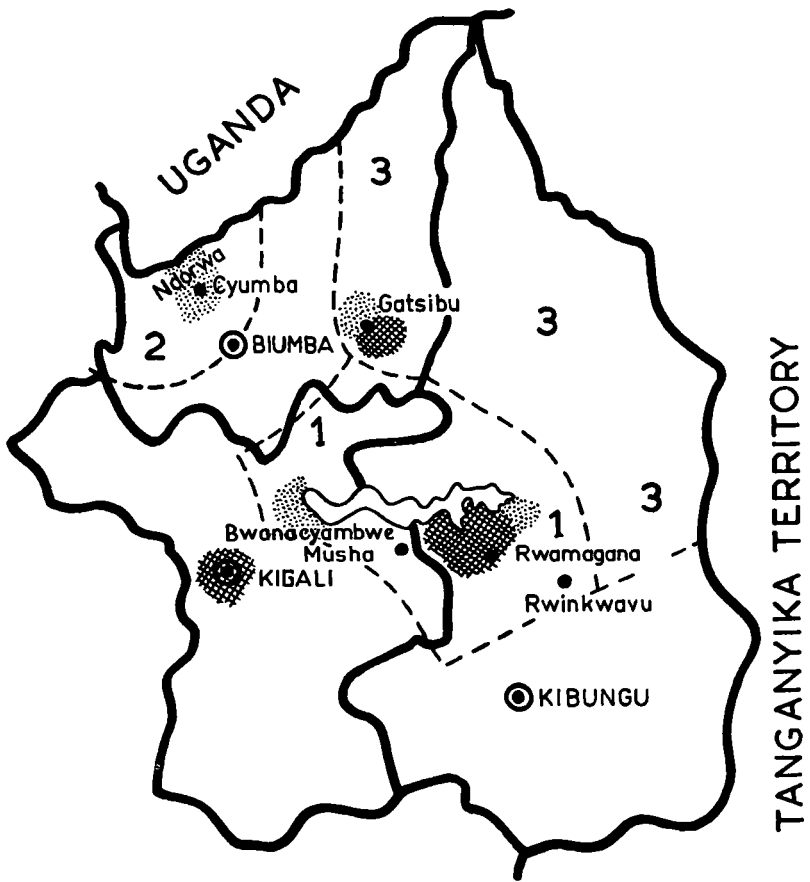 UGANDA
3
Ndorwa
Cyumba
Gatsibu
3
2
BIUMBA
1
3
1
Bwanacyambwe
Musha
Rwamagana
KIGALI
Rwinkwavu
KIBUNGU
TANGANYIKA TERRITORY